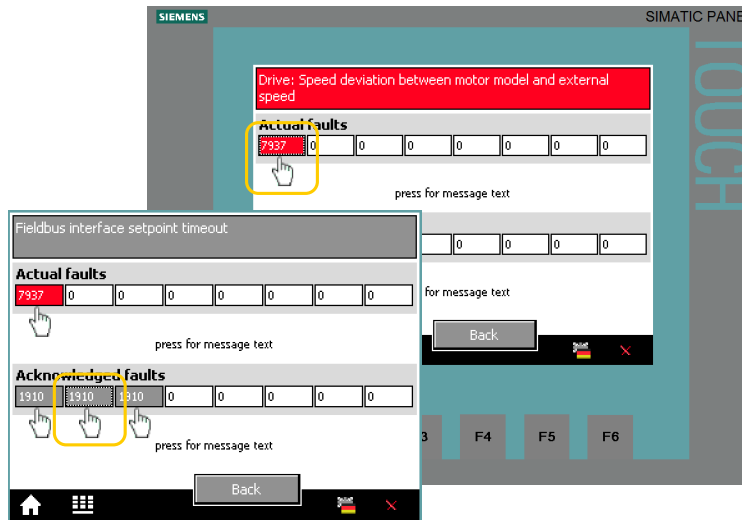 SIEMENS
SIMATIC PANE
TOUCH
Drive: Speed deviation between motor model and external
speed
Actual faults
7937 0 0 0 0 0 0 0
press for message text
0 0 0 0
for message text
Back
3 F4 F5 F6
Fieldbus interface setpoint timeout
Actual faults
7937 0 0 0 0 0 0 0
press for message text
Acknowledged faults
1910 1910 1910 0 0 0 0 0
press for message text
Back